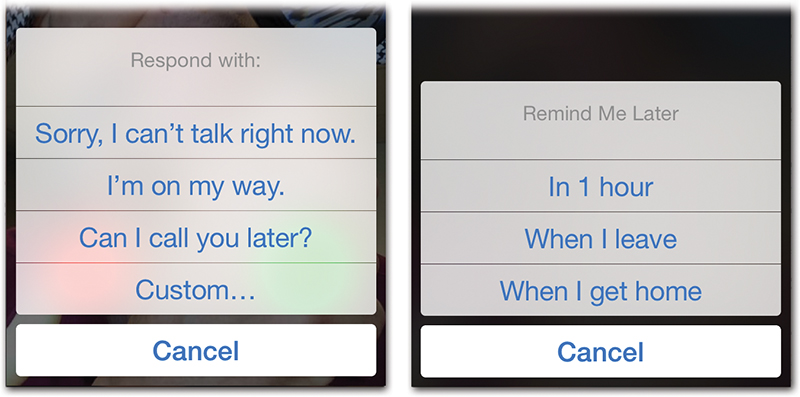 Respond with:
Sorry, I can’t talk right now.
I’m on my way.
Can I call you later?
Custom…
Cancel
Remind Me Later
In 1 hour
When I leave
When I get home
Cancel